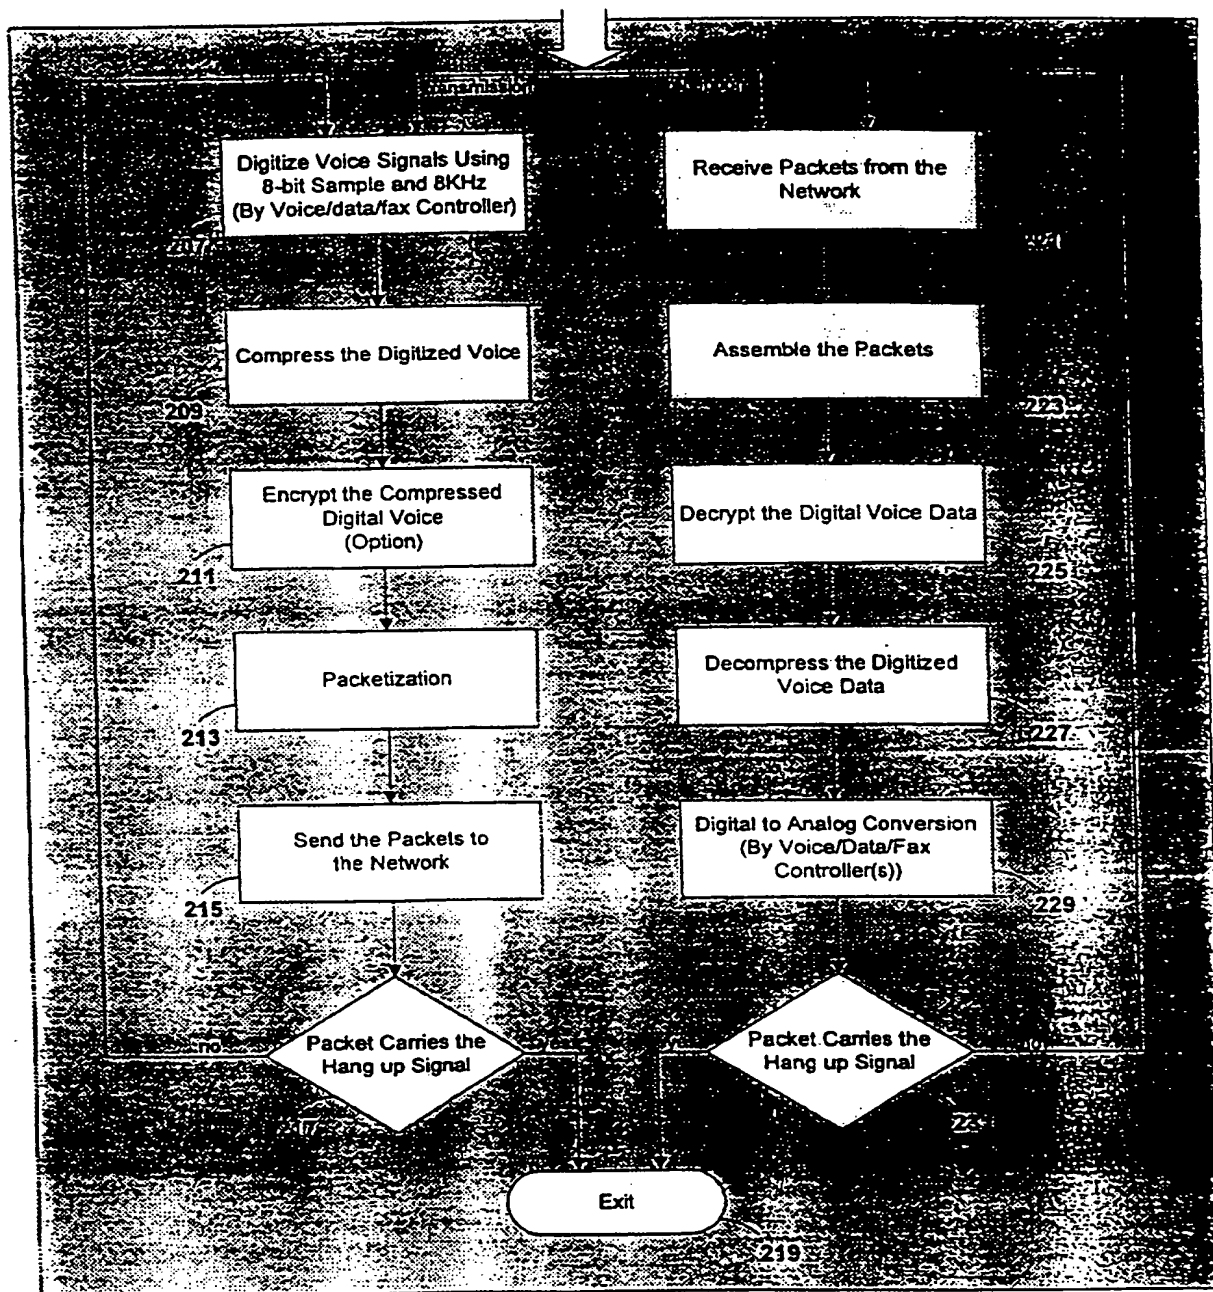 Digitize Voice Signals Using
8-bit Sample and 8KHz
(By Voice/data/fax Controller)
207
Compress the Digitized Voice
209
Encrypt the Compressed
Digital Voice
(Option)
211
Packetization
213
Send the Packets to
the Network
215
Packet Carries the
Hang up Signal
no
Receive Packets from the
Network
Assemble the Packets
223
Decrypt the Digital Voice Data
225
Decompress the Digitized
Voice Data
227
Digital to Analog Conversion
(By Voice/Data/Fax
Controller(s))
229
Packet Carries the
Hang up Signal
Exit
219